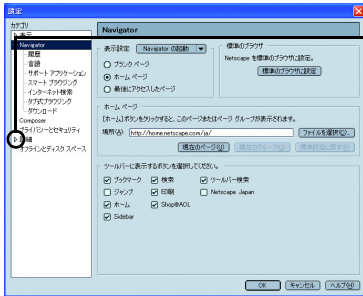 設定
カテゴリ
表示
Navigator
履歴
言語
サポート アプリケーション
スマート ブラウジング
インターネット検索
タブ式ブラウジング
ダウンロード
Composer
プライバシーとセキュリティ
詳細
オフラインとディスク スペース
Navigator
表示設定 Navigator の起動
ブランク ページ
ホーム ページ
最後にアクセスしたページ
標準のブラウザ
Netscape を標準のブラウザに設定。
標準のブラウザに設定
ホーム ページ
[ホーム]ボタンをクリックすると、このページまたはページ グループが表示されます。
場所(A): http://home.netscape.com/ja/ ファイルを選択(C)...
現在のページ(U) 現在のグループ(G) 標準設定に戻す(R)
ツールバーに表示するボタンを選択してください。
ブックマーク 検索 ツールバー検索
ジャンプ 印刷 Netscape Japan
ホーム Shop@AOL
Sidebar
OK キャンセル ヘルプ(H)